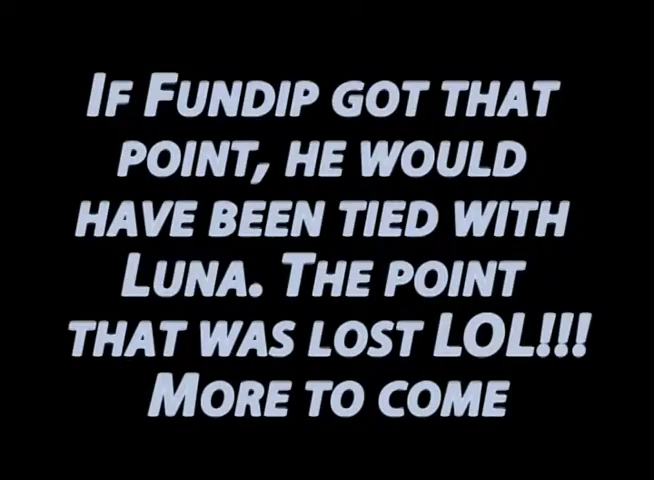 If Fundip got that
point, he would
have been tied with
Luna. The point
that was lost LOL!!!
More to come